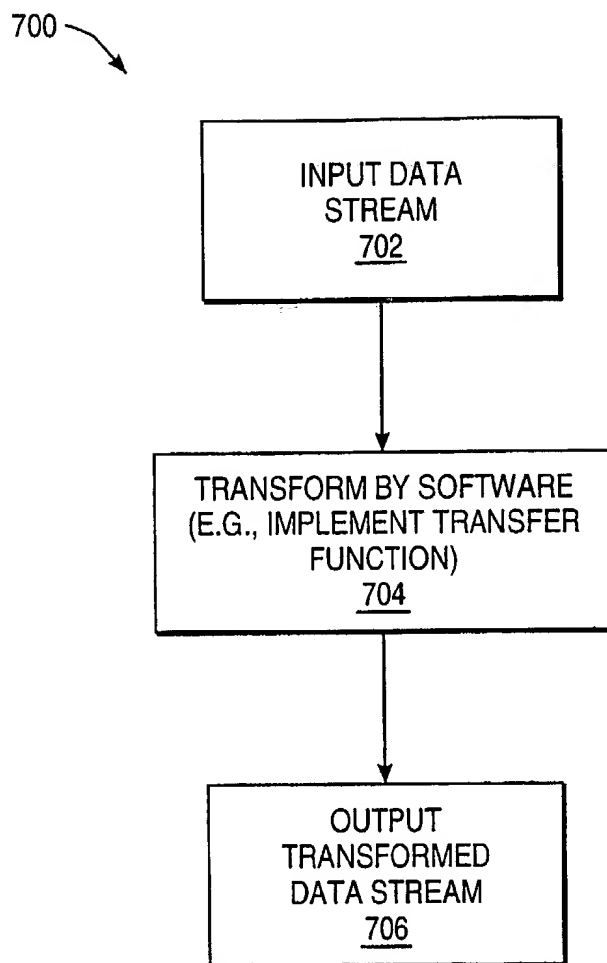 700
INPUT DATA
STREAM
702
TRANSFORM BY SOFTWARE
(E.G., IMPLEMENT TRANSFER
FUNCTION)
704
OUTPUT
TRANSFORMED
DATA STREAM
706